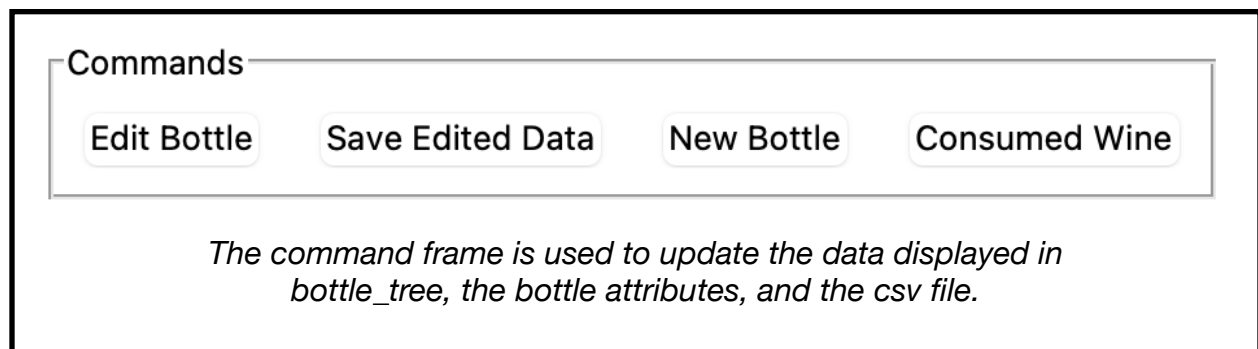 Commands
Edit Bottle Save Edited Data New Bottle Consumed Wine
The command frame is used to update the data displayed in
bottle_tree, the bottle attributes, and the csv file.